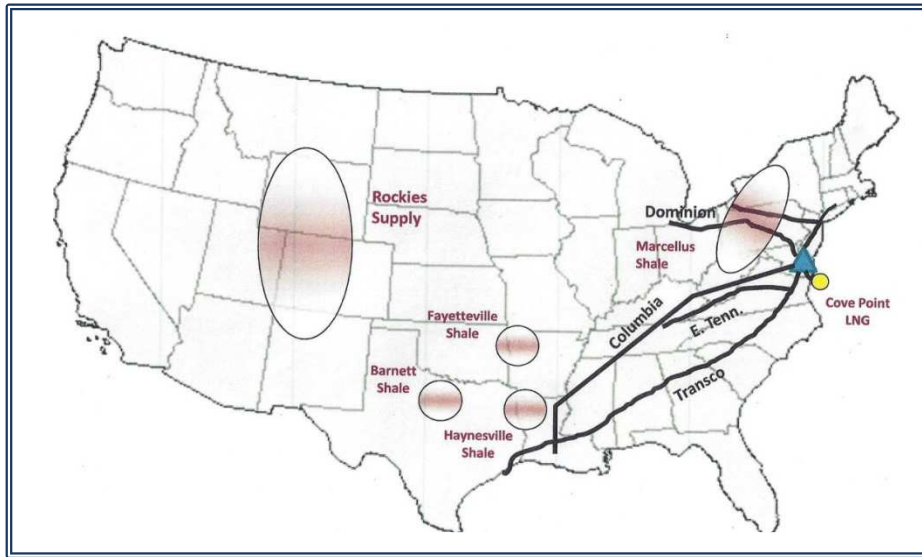 Rockies
Supply
Dominion
Marcellus
Shale
Cove Point
LNG
Columbia
E. Tenn.
Fayetteville
Shale
Barnett
Shale
Transco
Haynesville
Shale